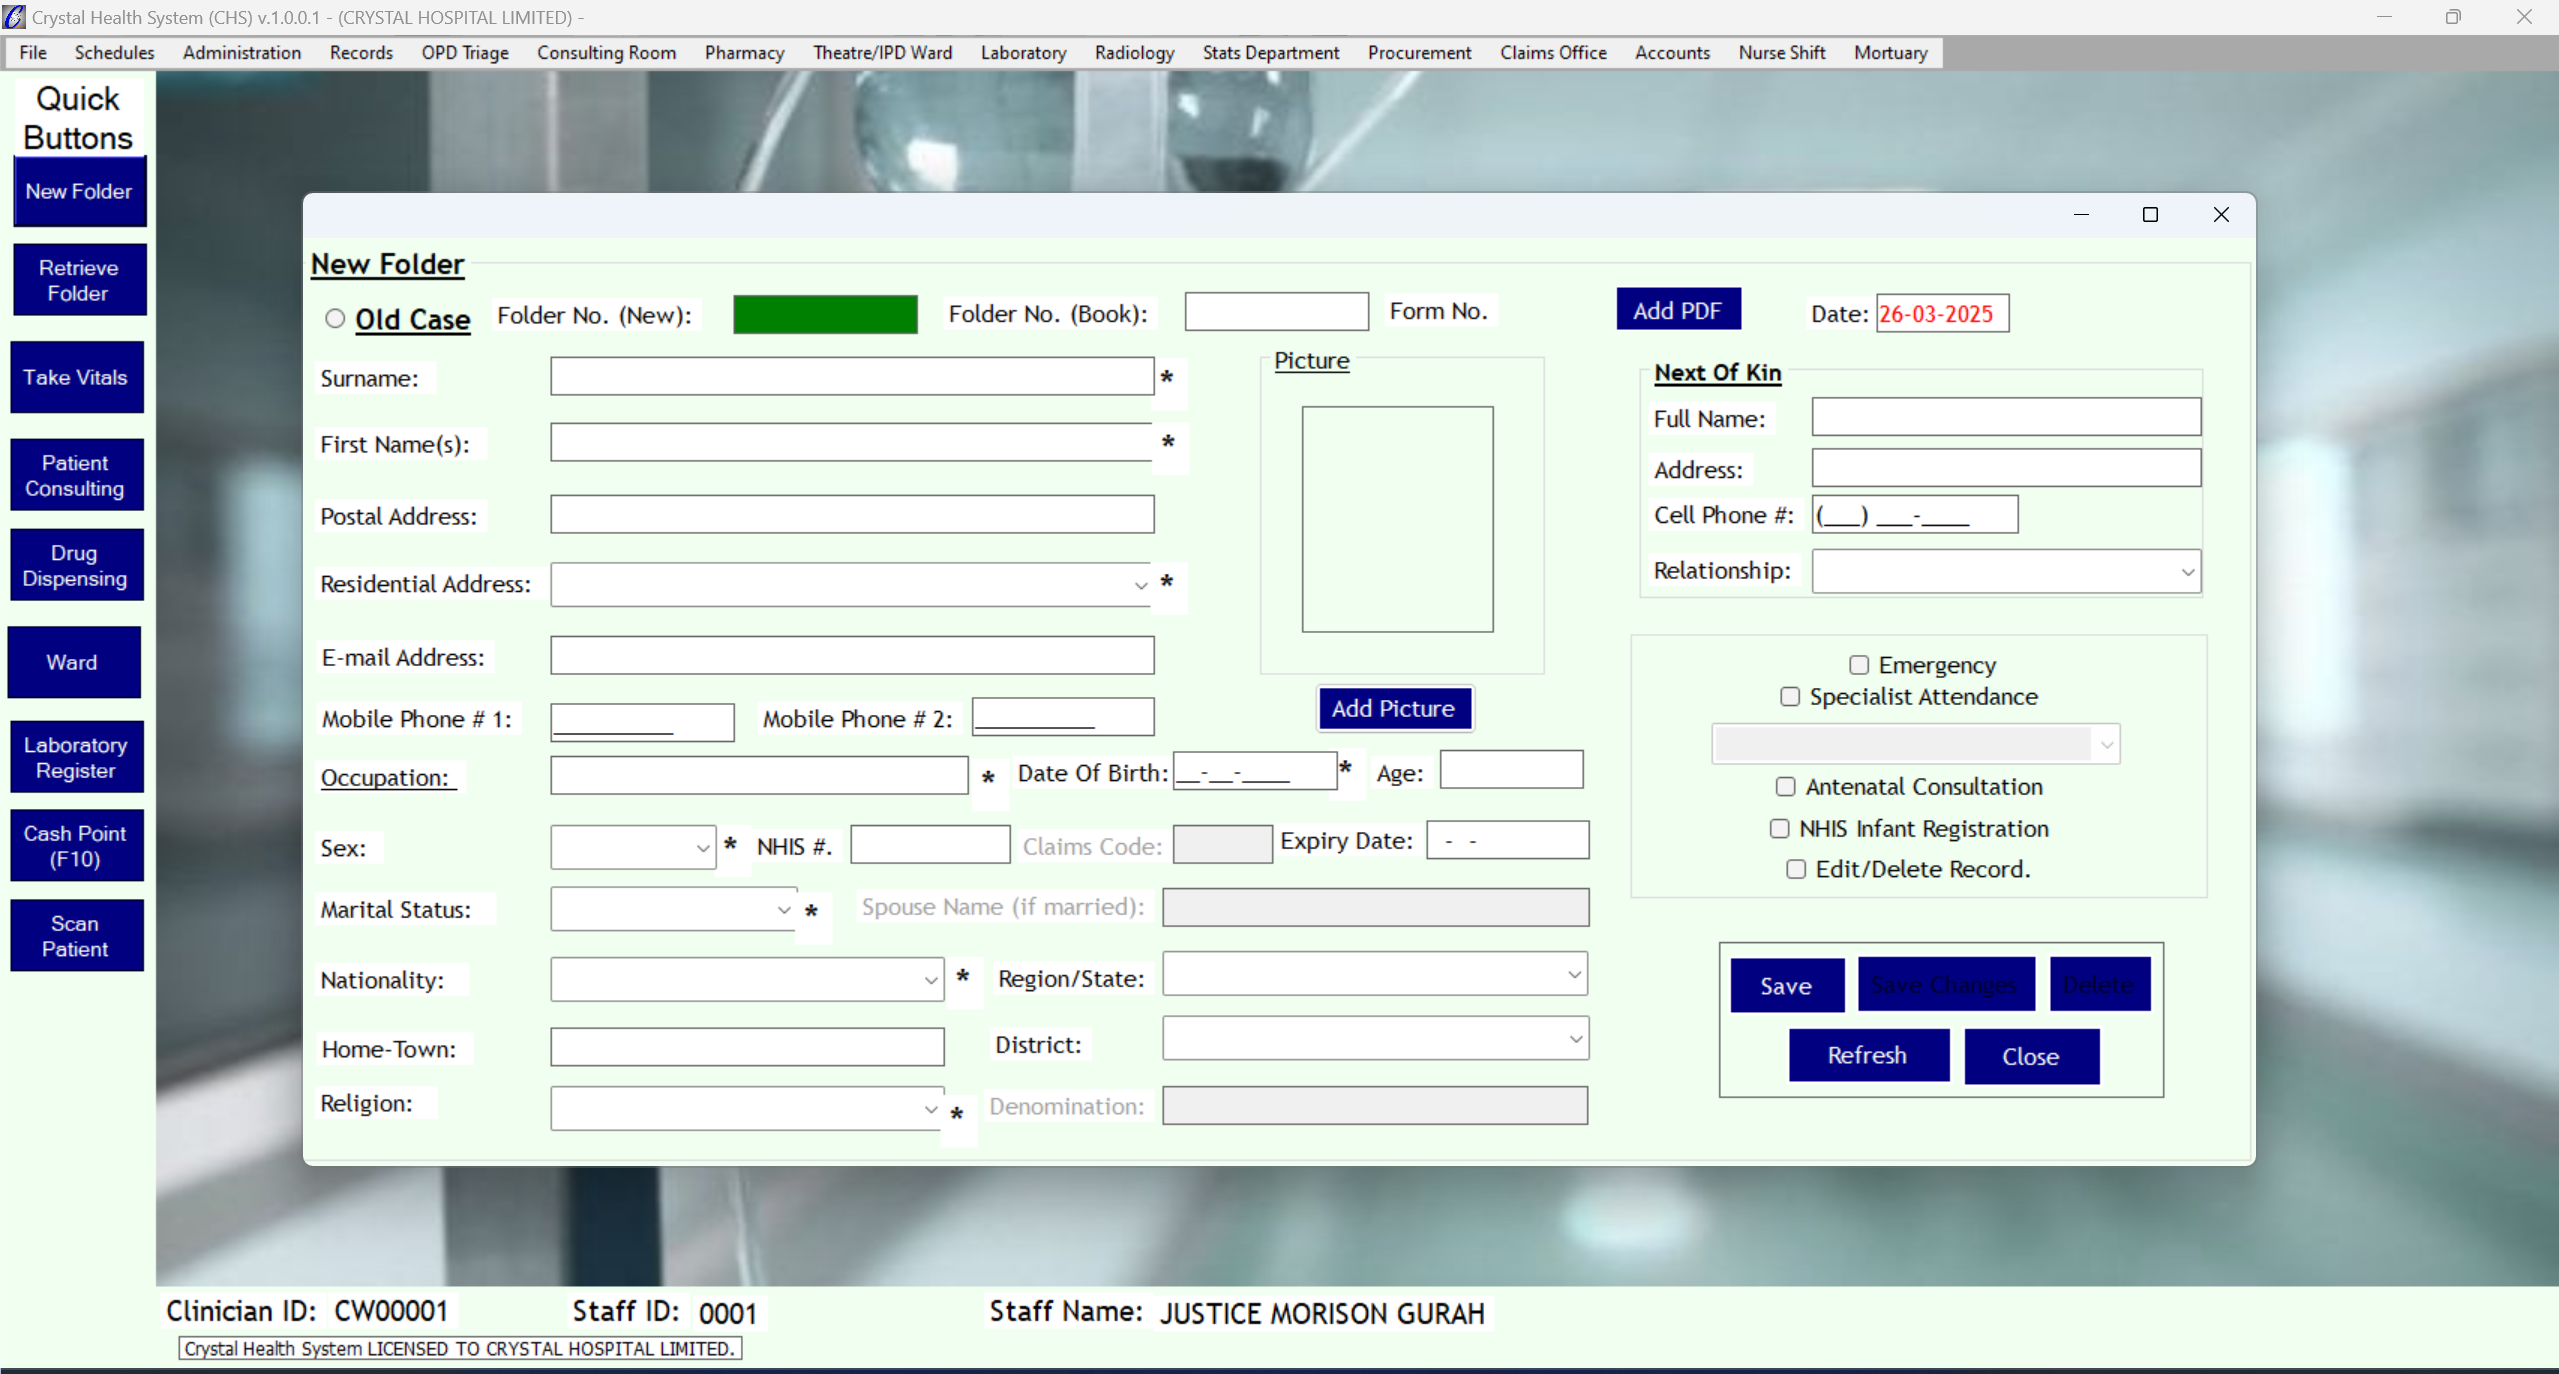 Crystal Health System (CHS) v.1.0.0.1 - (CRYSTAL HOSPITAL LIMITED) -
File Schedules Administration Records OPD Triage Consulting Room Pharmacy Theatre/IPD Ward Laboratory Radiology Stats Department Procurement Claims Office Accounts Nurse Shift Mortuary
Quick
Buttons
New Folder
Retrieve
Folder
Take Vitals
Patient
Consulting
Drug
Dispensing
Ward
Laboratory
Register
Cash Point
(F10)
Scan
Patient
New Folder
Old Case Folder No. (New): Folder No. (Book): Form No. Add PDF Date: 26-03-2025
Surname: *
First Name(s): *
Postal Address:
Residential Address: *
E-mail Address:
Mobile Phone # 1: __________ Mobile Phone # 2: __________
Occupation: * Date Of Birth: __-__-____ * Age:
Sex: * NHIS #. Claims Code: Expiry Date: - -
Marital Status: * Spouse Name (if married):
Nationality: * Region/State:
Home-Town: District:
Religion: * Denomination:
Picture
Add Picture
Next Of Kin
Full Name:
Address:
Cell Phone #: (___) ___-____
Relationship:
Emergency
Specialist Attendance
Antenatal Consultation
NHIS Infant Registration
Edit/Delete Record.
Save Save Changes Delete
Refresh Close
Clinician ID: CW00001 Staff ID: 0001 Staff Name: JUSTICE MORISON GURAH
Crystal Health System LICENSED TO CRYSTAL HOSPITAL LIMITED.